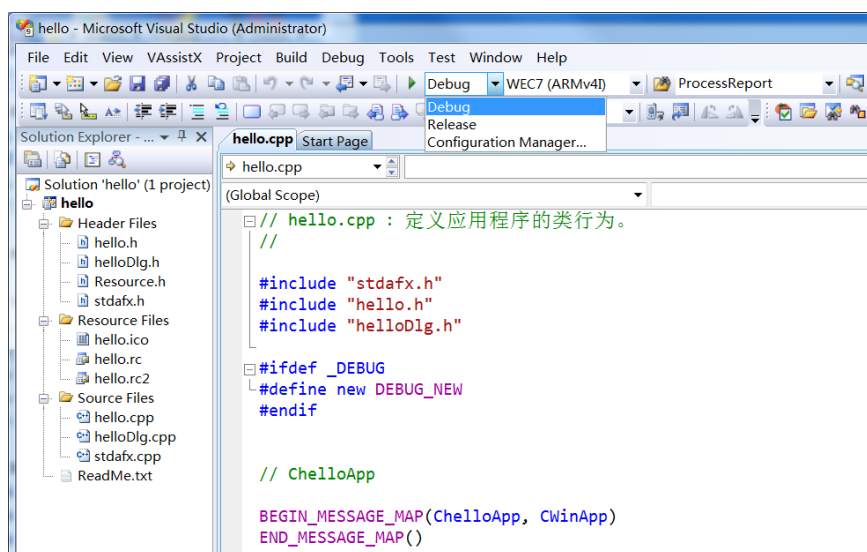 hello - Microsoft Visual Studio (Administrator)
File Edit View VAssistX Project Build Debug Tools Test Window Help
Debug WEC7 (ARMv4I) ProcessReport
Debug
Release
Configuration Manager...
Solution Explorer - ...
hello.cpp Start Page
hello.cpp
Solution 'hello' (1 project)
(Global Scope)
hello
Header Files
hello.h
helloDlg.h
Resource.h
stdafx.h
Resource Files
hello.ico
hello.rc
hello.rc2
Source Files
hello.cpp
helloDlg.cpp
stdafx.cpp
ReadMe.txt
// hello.cpp : 定义应用程序的类行为。
//
#include "stdafx.h"
#include "hello.h"
#include "helloDlg.h"
#ifdef _DEBUG
#define new DEBUG_NEW
#endif
// ChelloApp
BEGIN_MESSAGE_MAP(ChelloApp, CWinApp)
END_MESSAGE_MAP()